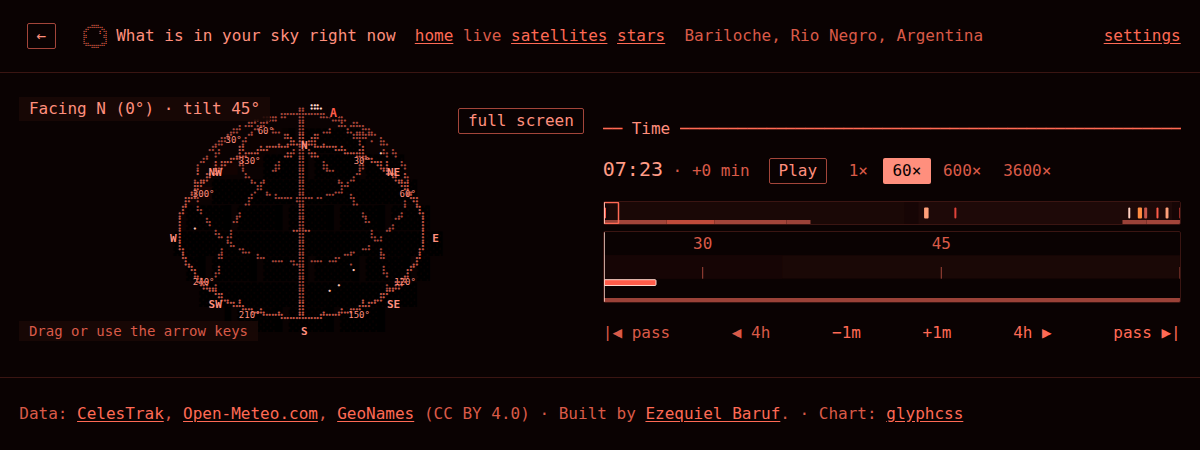 ← What is in your sky right now home live satellites stars Bariloche, Rio Negro, Argentina settings
Facing N (0°) · tilt 45°
full screen
A
60°
30°
N
330°
30°
NW
NE
300°
60°
W
E
240°
120°
SW
SE
210°
150°
S
Drag or use the arrow keys
Time
07:23 · +0 min Play 1× 60× 600× 3600×
30 45
|◀ pass ◀ 4h −1m +1m 4h ▶ pass ▶|
Data: CelesTrak, Open-Meteo.com, GeoNames (CC BY 4.0) · Built by Ezequiel Baruf. · Chart: glyphcss